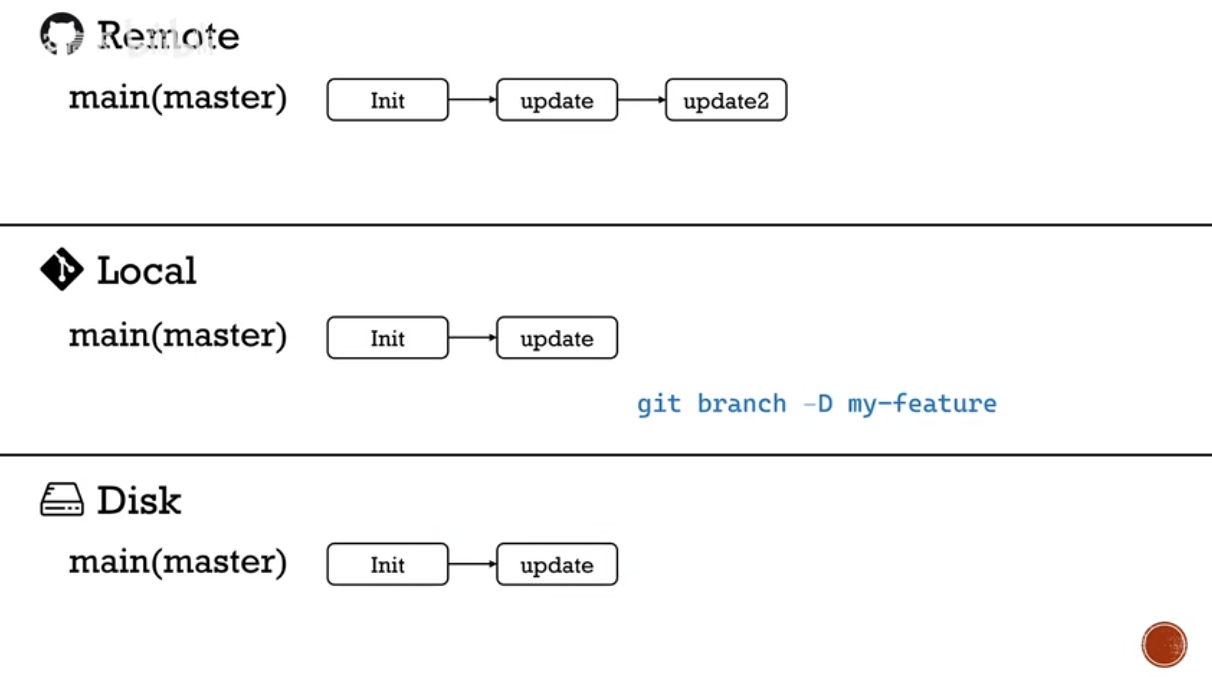 Remote
main(master) Init update update2
Local
main(master) Init update
git branch -D my-feature
Disk
main(master) Init update